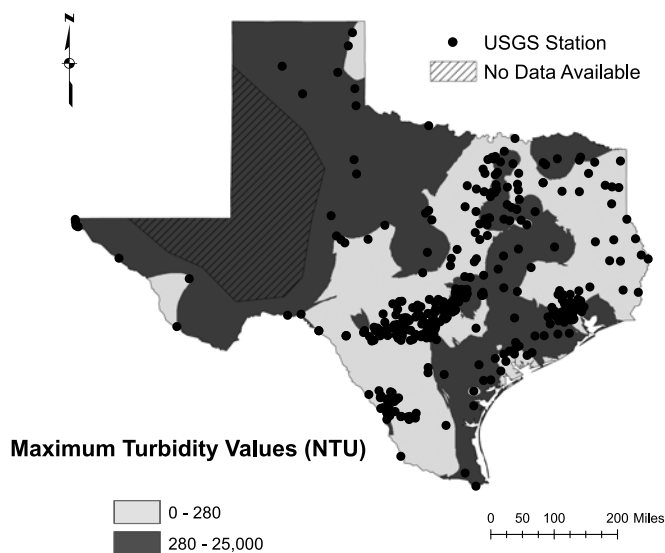 N
USGS Station
No Data Available
Maximum Turbidity Values (NTU)
0 - 280
280 - 25,000
0 50 100 200 Miles